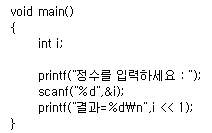 void main()
{
int i;
printf("정수를 입력하세요 : ");
scanf("%d",&i);
printf("결과=%d₩n",i << 1);
}